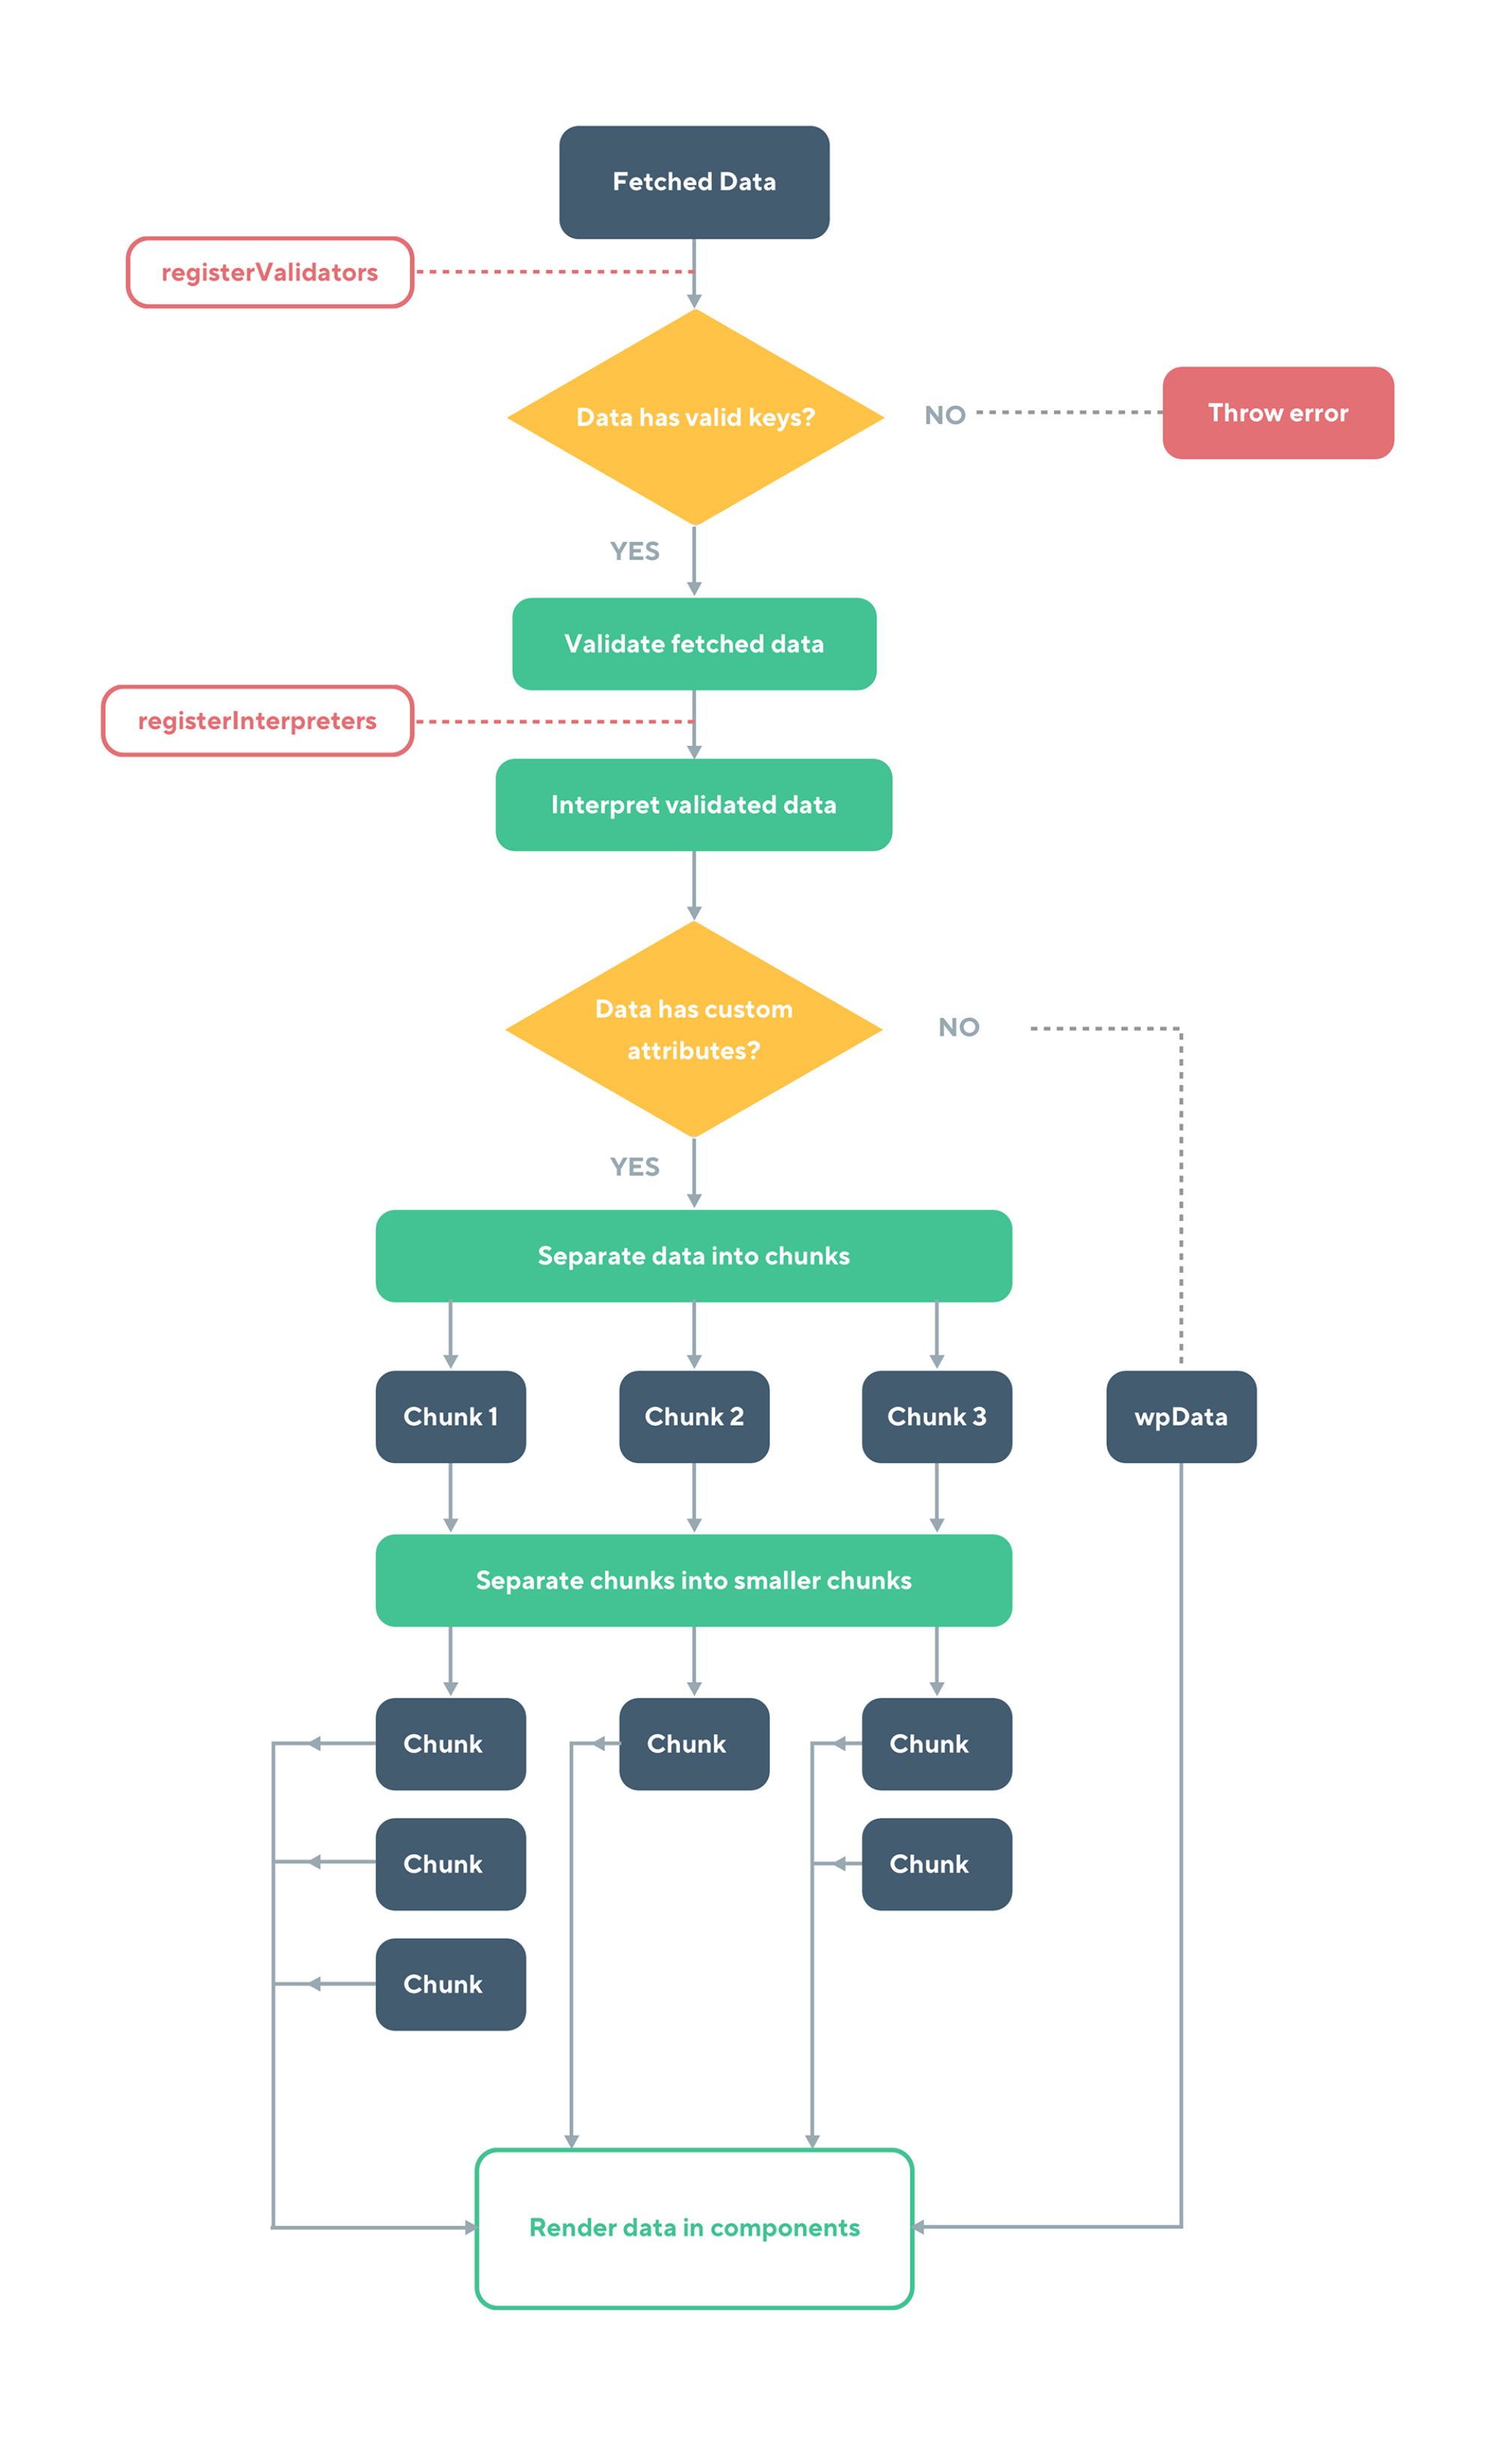 Fetched Data
registerValidators
Data has valid keys?
NO
Throw error
YES
Validate fetched data
registerInterpreters
Interpret validated data
Data has custom
attributes?
NO
YES
Separate data into chunks
Chunk 1
Chunk 2
Chunk 3
wpData
Separate chunks into smaller chunks
Chunk
Chunk
Chunk
Chunk
Chunk
Chunk
Render data in components